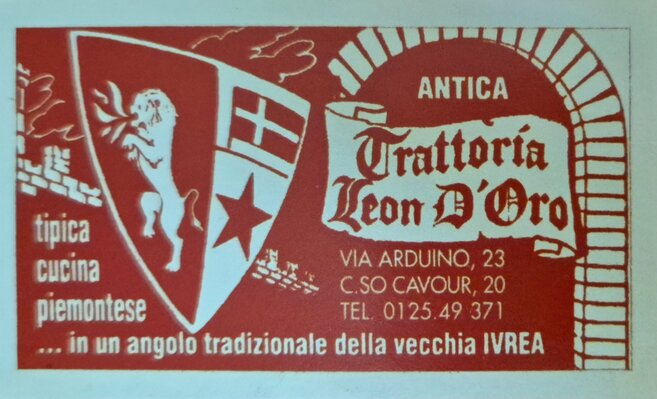 ANTICA
Trattoria
Leon D'Oro
VIA ARDUINO, 23
C.SO CAVOUR, 20
TEL. 0125.49 371
tipica
cucina
piemontese
... in un angolo tradizionale della vecchia IVREA